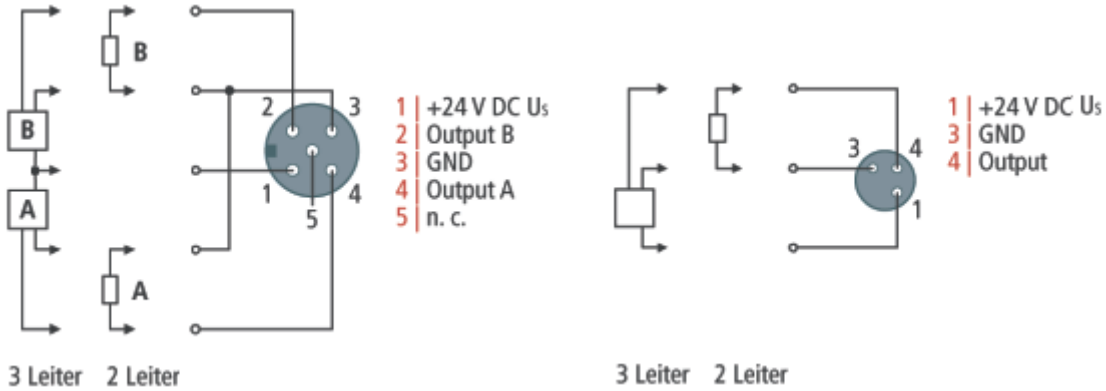 B
B
A
A
2
3
1
4
5
1 | +24 V DC Us
2 | Output B
3 | GND
4 | Output A
5 | n. c.
3 Leiter 2 Leiter
3
4
1
1 | +24 V DC Us
3 | GND
4 | Output
3 Leiter 2 Leiter